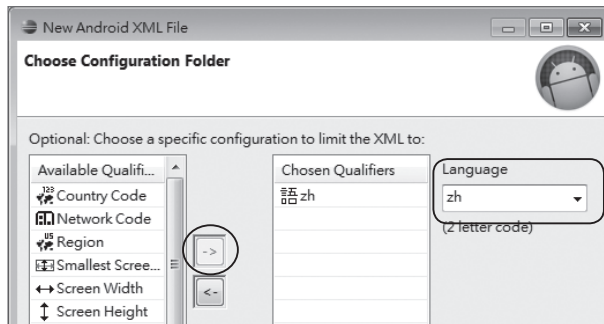 New Android XML File
Choose Configuration Folder
Optional: Choose a specific configuration to limit the XML to:
Available Qualifi...
123 Country Code
Network Code
US Region
Smallest Scree...
Screen Width
Screen Height
->
<-
Chosen Qualifiers
語 zh
Language
zh
(2 letter code)